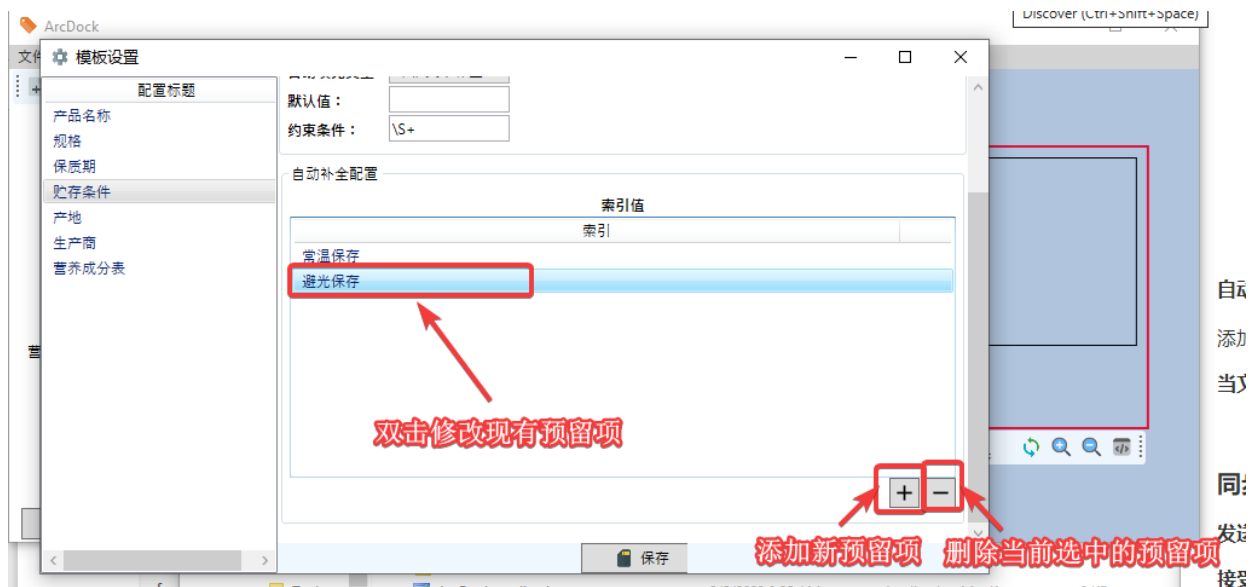 ArcDock
Discover (Ctrl+Shift+Space)
文件
模板设置
配置标题
产品名称
规格
保质期
贮存条件
产地
生产商
营养成分表
默认值：
约束条件：
\S+
自动补全配置
索引值
索引
常温保存
避光保存
双击修改现有预留项
添加新预留项
删除当前选中的预留项
保存
自动
添加
同步
发送
接受